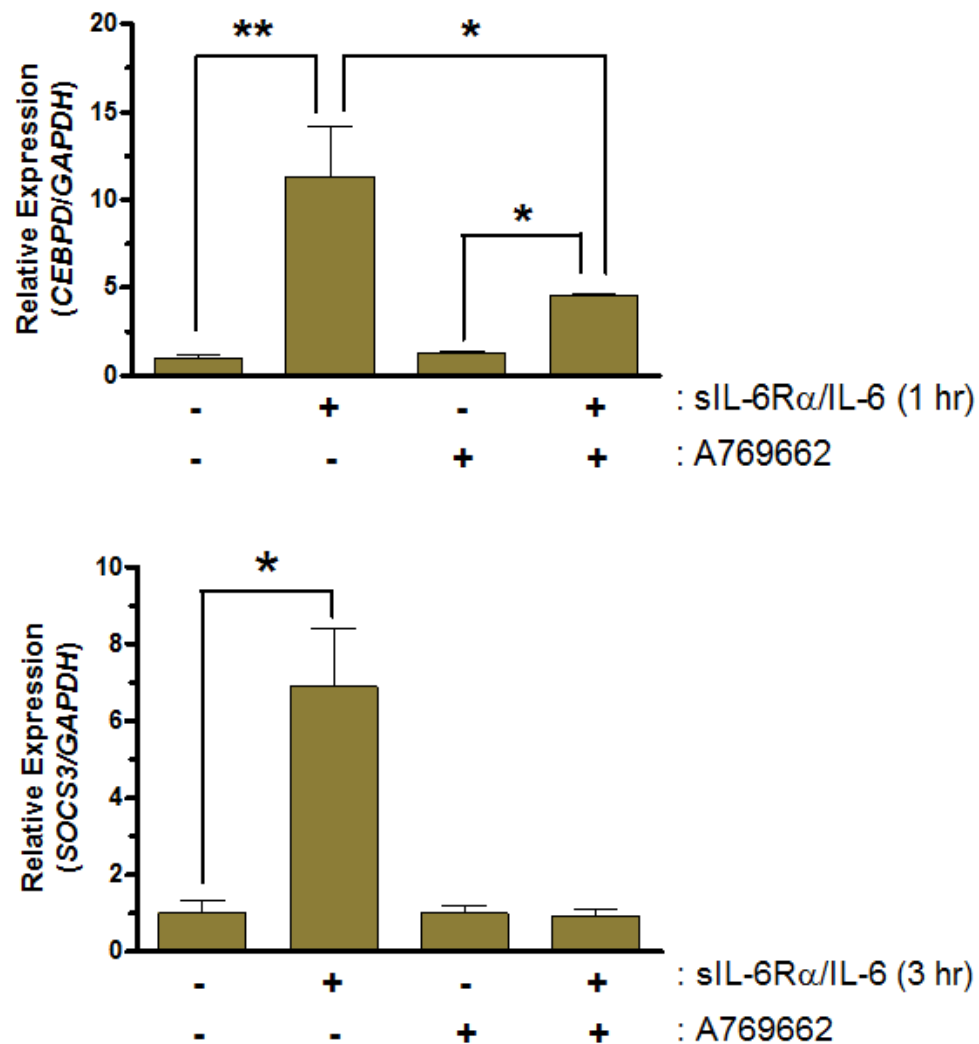 Relative Expression
(CEBPD/GAPDH)
20
15
10
5
0
**
*
*
- + - + : sIL-6Rα/IL-6 (1 hr)
- - + + : A769662
Relative Expression
(SOCS3/GAPDH)
10
8
6
4
2
0
*
- + - + : sIL-6Rα/IL-6 (3 hr)
- - + + : A769662